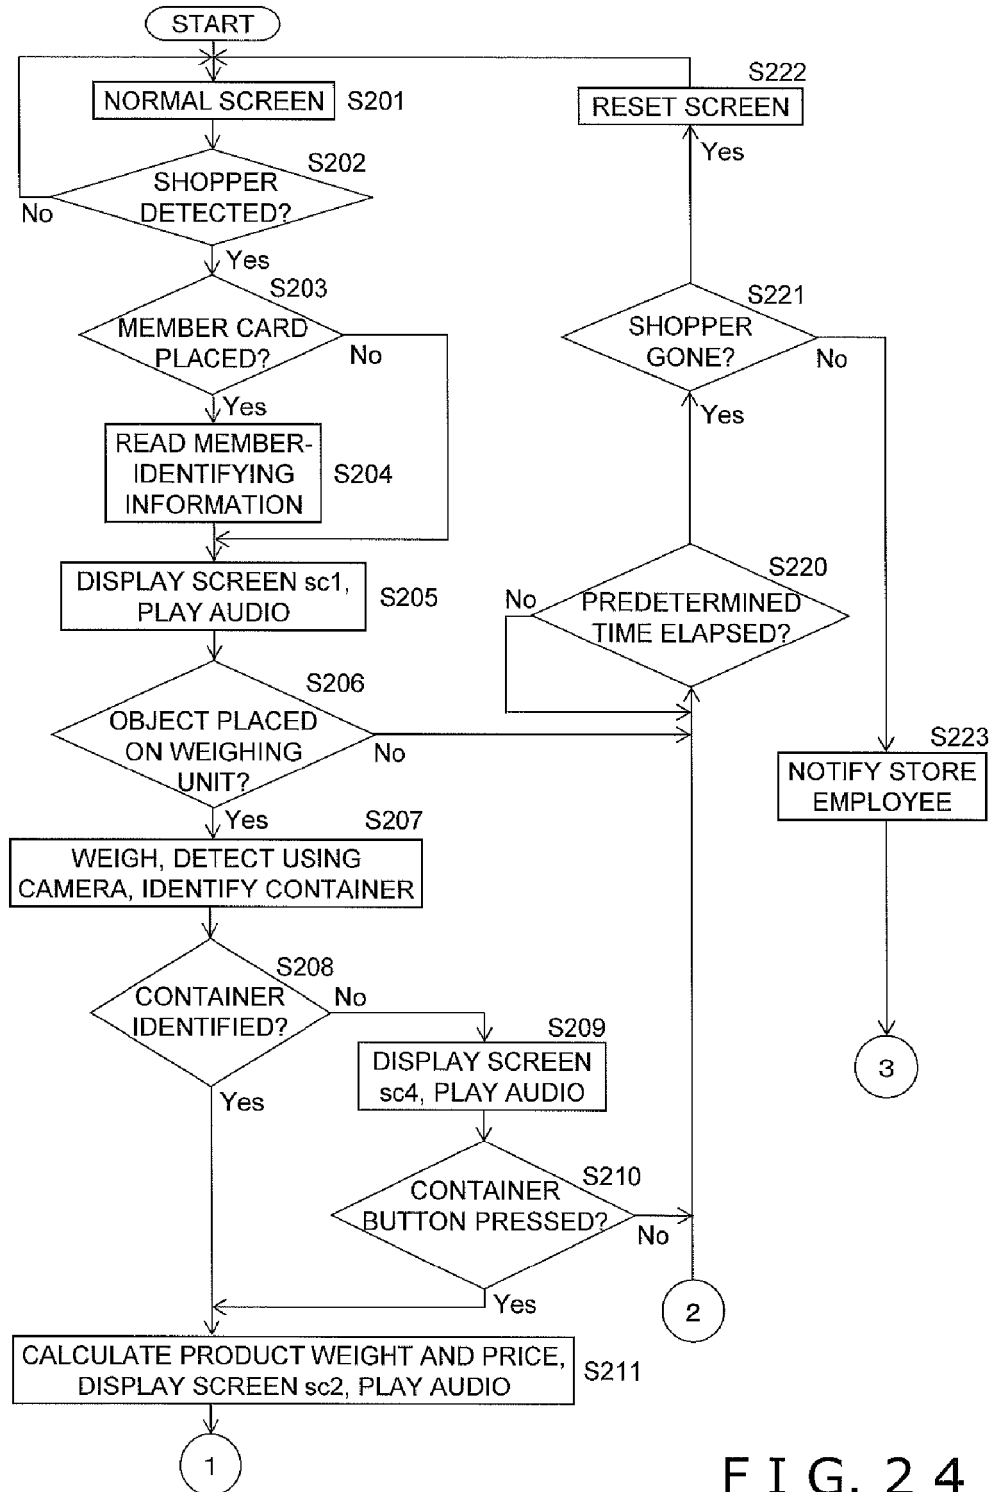 START
NORMAL SCREEN
S201
SHOPPER
DETECTED?
S202
No
Yes
MEMBER CARD
PLACED?
S203
No
Yes
READ MEMBER-
IDENTIFYING
INFORMATION
S204
DISPLAY SCREEN sc1,
PLAY AUDIO
S205
OBJECT PLACED
ON WEIGHING
UNIT?
S206
No
Yes
S207
WEIGH, DETECT USING
CAMERA, IDENTIFY CONTAINER
S208
CONTAINER
IDENTIFIED?
No
Yes
S209
DISPLAY SCREEN
sc4, PLAY AUDIO
S210
CONTAINER
BUTTON PRESSED?
No
Yes
CALCULATE PRODUCT WEIGHT AND PRICE,
DISPLAY SCREEN sc2, PLAY AUDIO
S211
1
S222
RESET SCREEN
Yes
S221
SHOPPER
GONE?
No
Yes
S220
PREDETERMINED
TIME ELAPSED?
No
S223
NOTIFY STORE
EMPLOYEE
3
2
FIG. 24